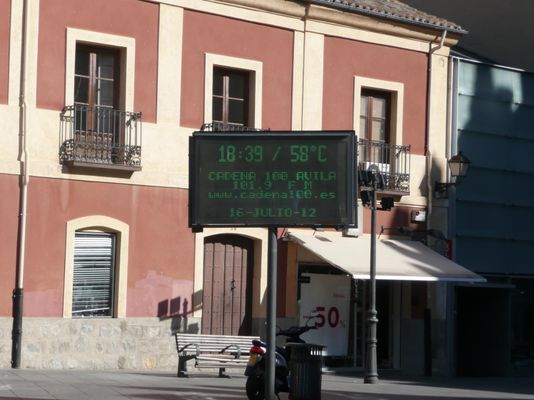 18:39 / 58°C
CADENA 100 AVILA
101.9 F M
www.cadena100.es
16-JULIO-12
50%